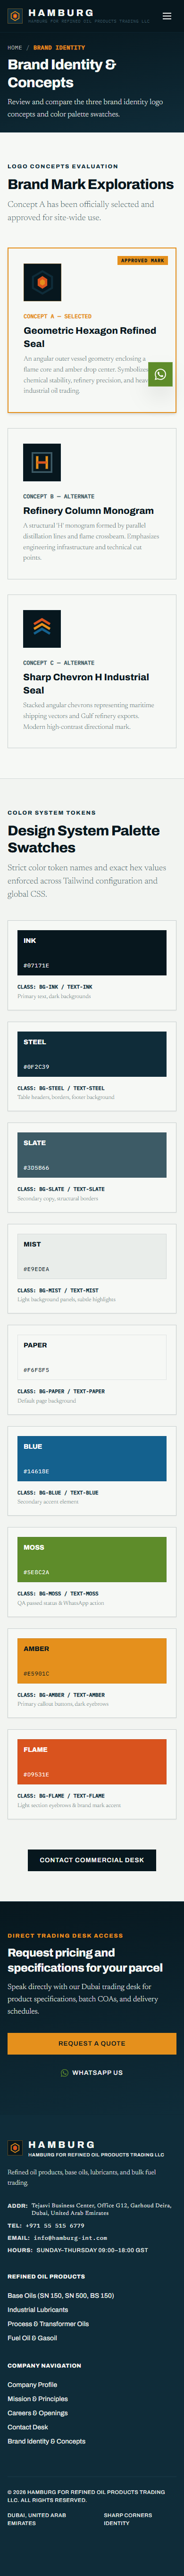 HAMBURG
HAMBURG FOR REFINED OIL PRODUCTS TRADING LLC
HOME / BRAND IDENTITY
Brand Identity &
Concepts
Review and compare the three brand identity logo
concepts and color palette swatches.
LOGO CONCEPTS EVALUATION
Brand Mark Explorations
Concept A has been officially selected and
approved for site-wide use.
APPROVED MARK
CONCEPT A — SELECTED
Geometric Hexagon Refined
Seal
An angular outer vessel geometry enclosing a
flame core and amber drop center. Symbolizes
chemical stability, refinery precision, and
industrial oil trading.
CONCEPT B — ALTERNATE
Refinery Column Monogram
A structural 'H' monogram formed by parallel
distillation lines and flame crossbeam. Emphasizes
engineering infrastructure and technical cut
points.
CONCEPT C — ALTERNATE
Sharp Chevron H Industrial
Seal
Stacked angular chevrons representing maritime
shipping vectors and Gulf refinery exports.
Modern high-contrast directional mark.
COLOR SYSTEM TOKENS
Design System Palette
Swatches
Strict color token names and exact hex values
enforced across Tailwind configuration and
global CSS.
INK
#07171E
CLASS: BG-INK / TEXT-INK
Primary text, dark backgrounds
STEEL
#0F2C39
CLASS: BG-STEEL / TEXT-STEEL
Table headers, borders, footer background
SLATE
#3D5B66
CLASS: BG-SLATE / TEXT-SLATE
Secondary copy, structural borders
MIST
#E9EDEA
CLASS: BG-MIST / TEXT-MIST
Light background panels, subtle highlights
PAPER
#F6F8F5
CLASS: BG-PAPER / TEXT-PAPER
Default page background
BLUE
#14618E
CLASS: BG-BLUE / TEXT-BLUE
Secondary accent element
MOSS
#5E8C2A
CLASS: BG-MOSS / TEXT-MOSS
QA passed status & WhatsApp action
AMBER
#E5901C
CLASS: BG-AMBER / TEXT-AMBER
Primary callout buttons, dark eyebrows
FLAME
#D9531E
CLASS: BG-FLAME / TEXT-FLAME
Light section eyebrows & brand mark accent
CONTACT COMMERCIAL DESK
DIRECT TRADING DESK ACCESS
Request pricing and
specifications for your parcel
Speak directly with our Dubai trading desk for
product specifications, batch COAs, and delivery
schedules.
REQUEST A QUOTE
WHATSAPP US
HAMBURG
HAMBURG FOR REFINED OIL PRODUCTS TRADING LLC
Refined oil products, base oils, lubricants, and bulk fuel
trading.
ADDR: Tejasvi Business Center, Office G12, Garhoud Deira,
Dubai, United Arab Emirates
TEL: +971 55 515 6779
EMAIL: info@hamburg-int.com
HOURS: SUNDAY–THURSDAY 09:00–18:00 GST
REFINED OIL PRODUCTS
Base Oils (SN 150, SN 500, BS 150)
Industrial Lubricants
Process & Transformer Oils
Fuel Oil & Gasoil
COMPANY NAVIGATION
Company Profile
Mission & Principles
Careers & Openings
Contact Desk
Brand Identity & Concepts
© 2026 HAMBURG FOR REFINED OIL PRODUCTS TRADING
LLC. ALL RIGHTS RESERVED.
DUBAI, UNITED ARAB
EMIRATES
SHARP CORNERS
IDENTITY